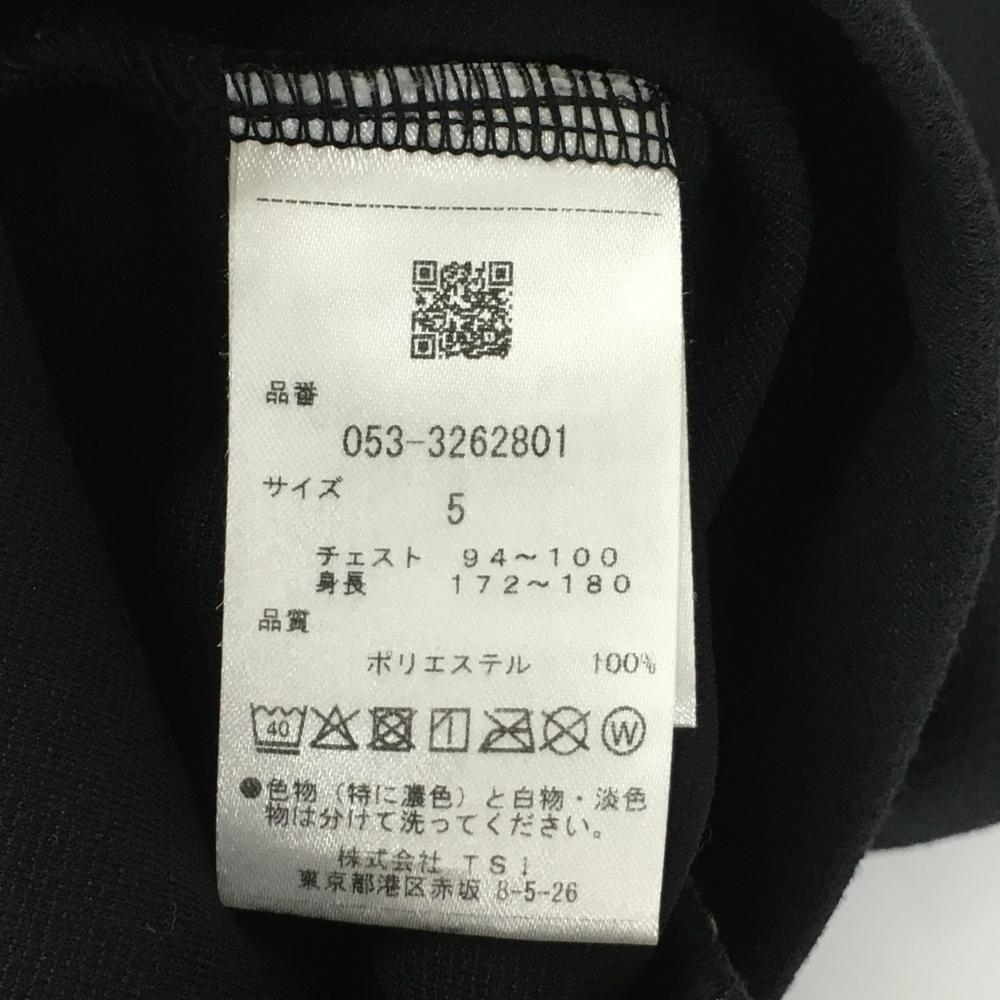 品番
053-3262801
サイズ
5
チェスト 94～100
身長 172～180
品質
ポリエステル 100%
40 W
●色物（特に濃色）と白物・淡色
物は分けて洗ってください。
株式会社 TSI
東京都港区赤坂 8-5-26